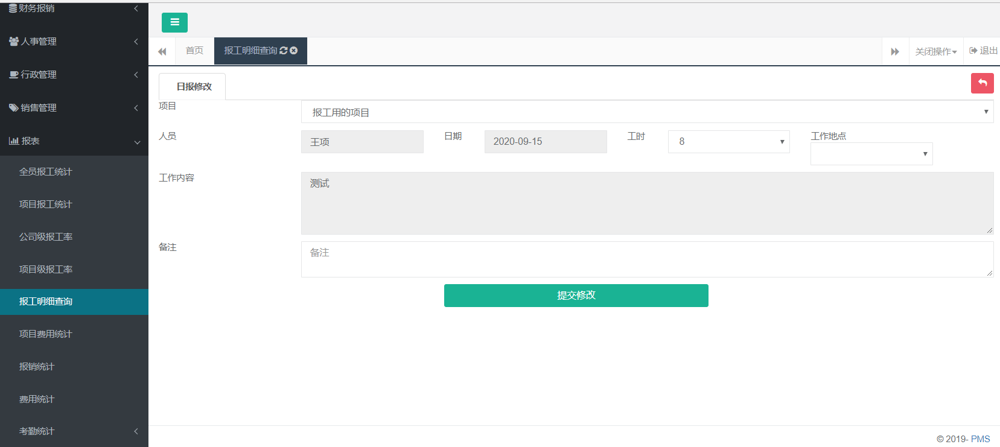 财务报销
人事管理
行政管理
销售管理
报表
全员报工统计
项目报工统计
公司级报工率
项目级报工率
报工明细查询
项目费用统计
报销统计
费用统计
考勤统计
首页
报工明细查询
关闭操作
退出
日报修改
项目
报工用的项目
人员
王项
日期
2020-09-15
工时
8
工作地点
工作内容
测试
备注
备注
提交修改
© 2019- PMS